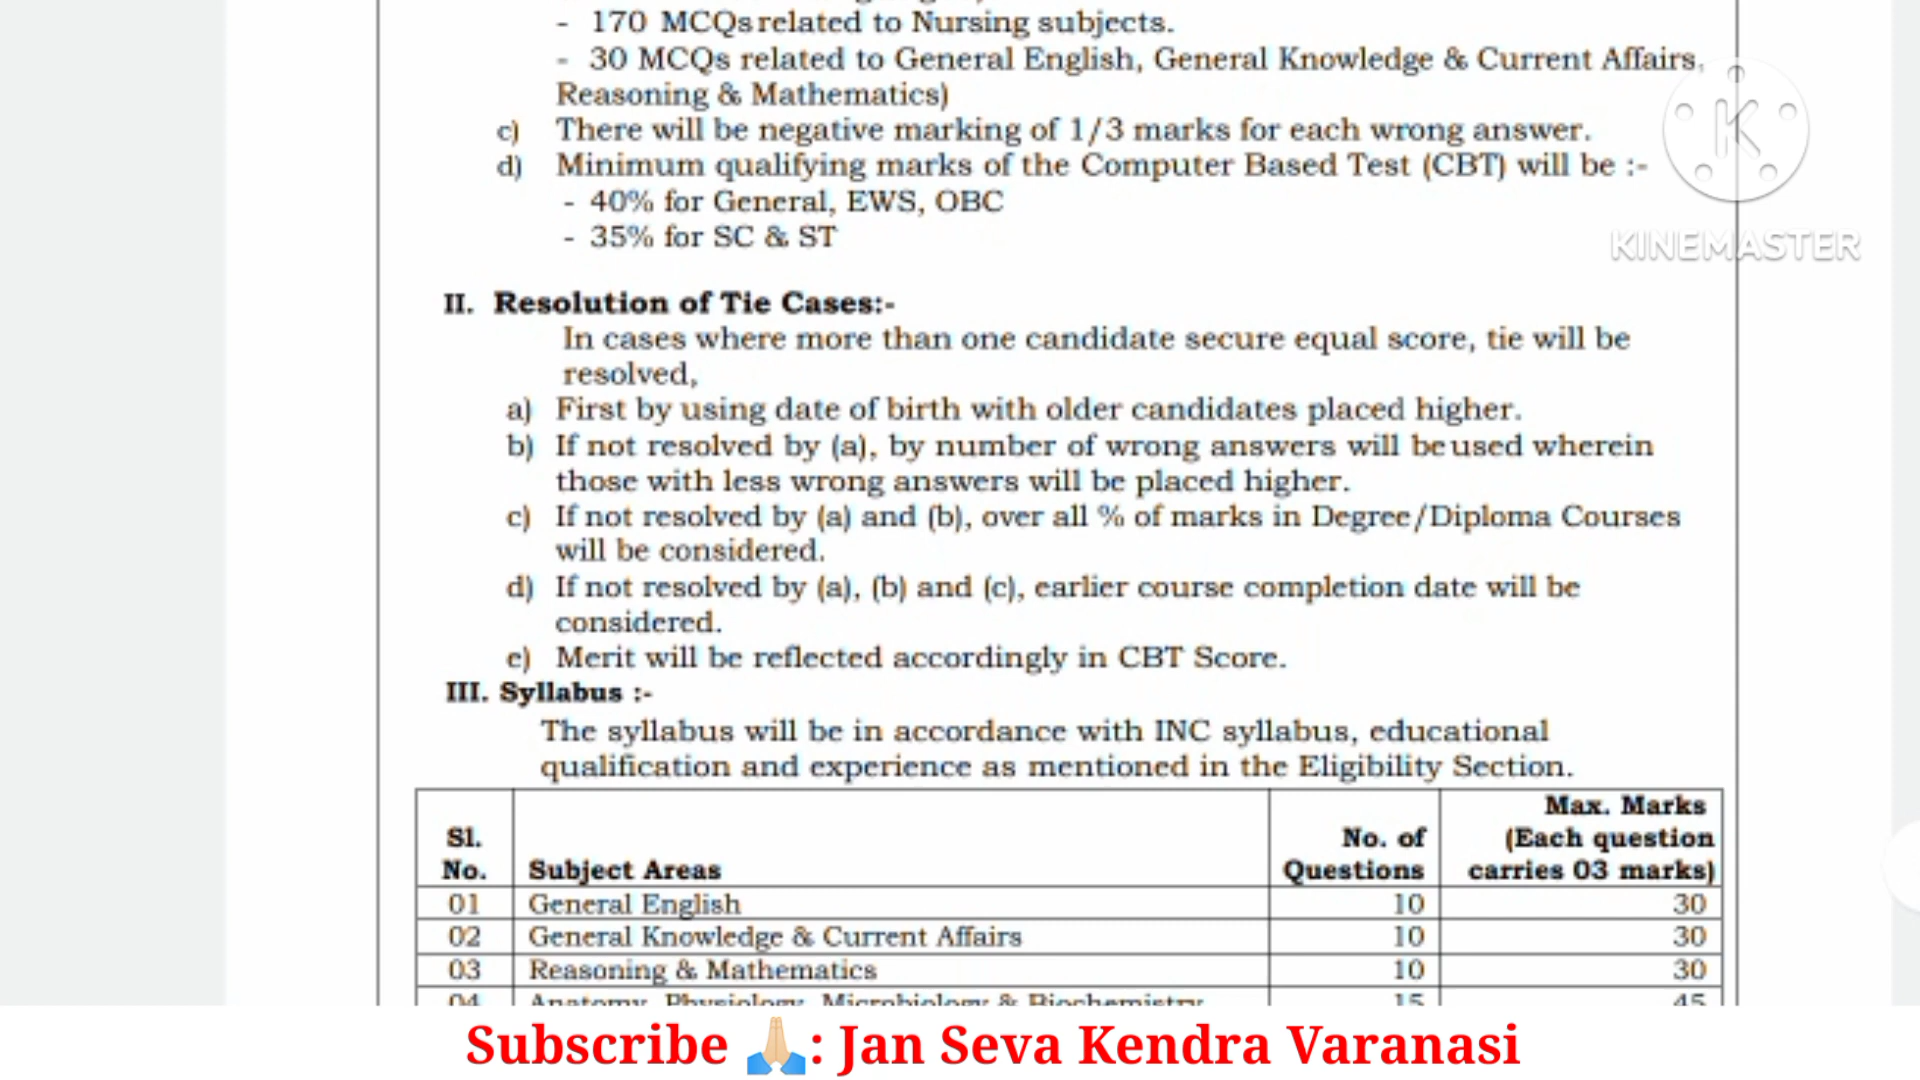 - 170 MCQs related to Nursing subjects.
- 30 MCQs related to General English, General Knowledge & Current Affairs,
Reasoning & Mathematics)
c) There will be negative marking of 1/3 marks for each wrong answer.
d) Minimum qualifying marks of the Computer Based Test (CBT) will be :-
- 40% for General, EWS, OBC
- 35% for SC & ST
K
KINEMASTER
II. Resolution of Tie Cases:-
In cases where more than one candidate secure equal score, tie will be
resolved,
a) First by using date of birth with older candidates placed higher.
b) If not resolved by (a), by number of wrong answers will be used wherein
those with less wrong answers will be placed higher.
c) If not resolved by (a) and (b), over all % of marks in Degree/Diploma Courses
will be considered.
d) If not resolved by (a), (b) and (c), earlier course completion date will be
considered.
e) Merit will be reflected accordingly in CBT Score.
III. Syllabus :-
The syllabus will be in accordance with INC syllabus, educational
qualification and experience as mentioned in the Eligibility Section.
Sl. No. Subject Areas No. of Questions Max. Marks (Each question carries 03 marks)
01 General English 10 30
02 General Knowledge & Current Affairs 10 30
03 Reasoning & Mathematics 10 30
04 Anatomy, Physiology, Microbiology & Biochemistry 15 45
Subscribe 🙏🏻: Jan Seva Kendra Varanasi